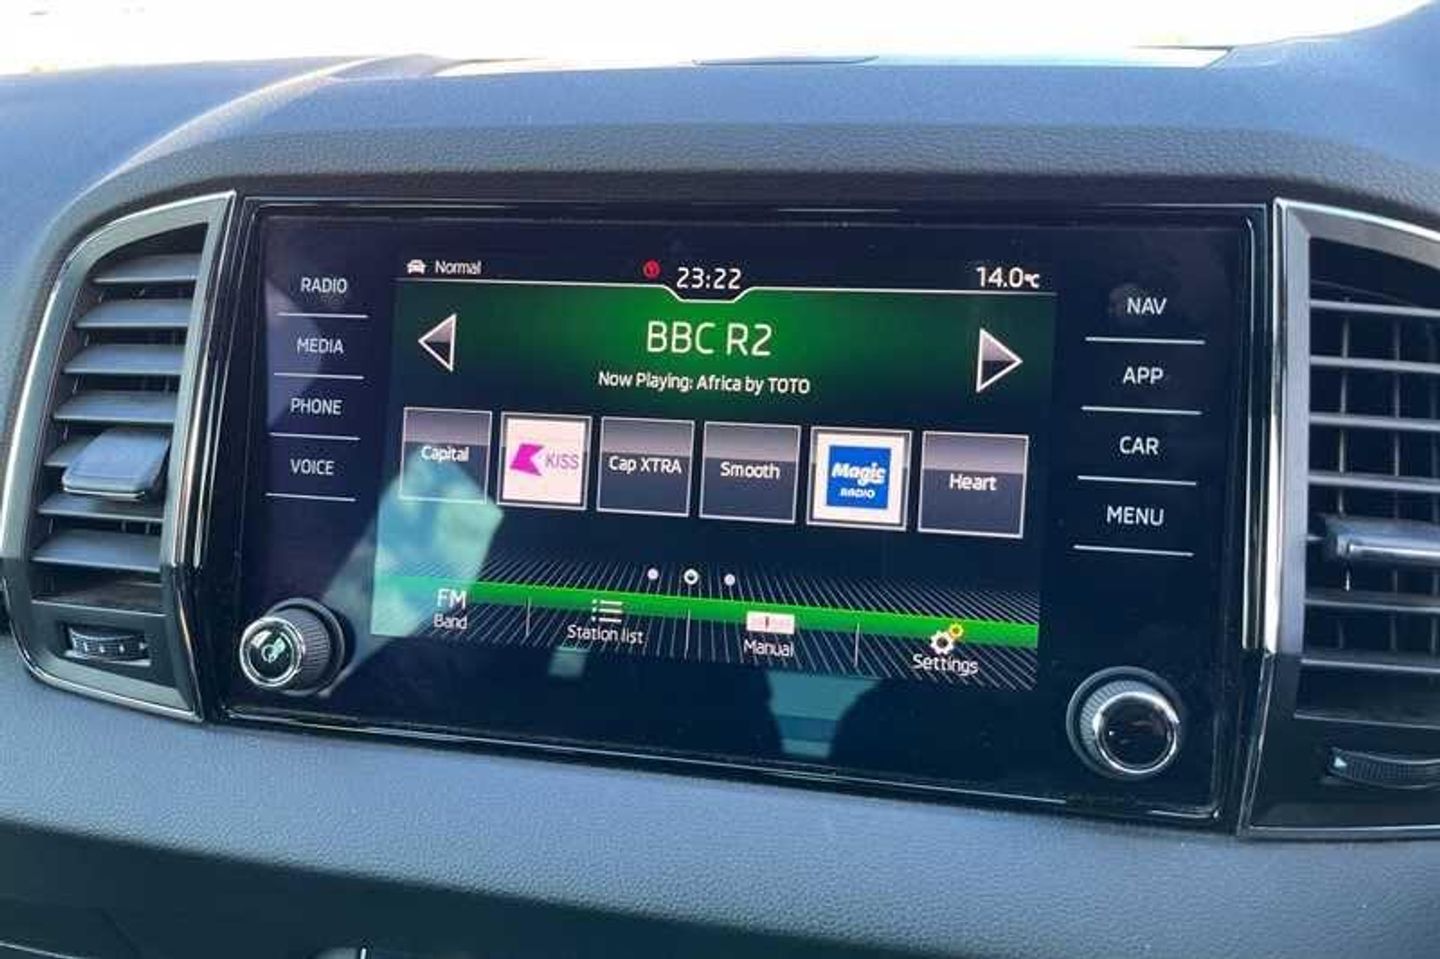 Normal
23:22
14.0°C
RADIO
MEDIA
PHONE
VOICE
BBC R2
Now Playing: Africa by TOTO
Capital
KISS
Cap XTRA
Smooth
Magic
RADIO
Heart
FM
Band
Station list
Manual
Settings
NAV
APP
CAR
MENU